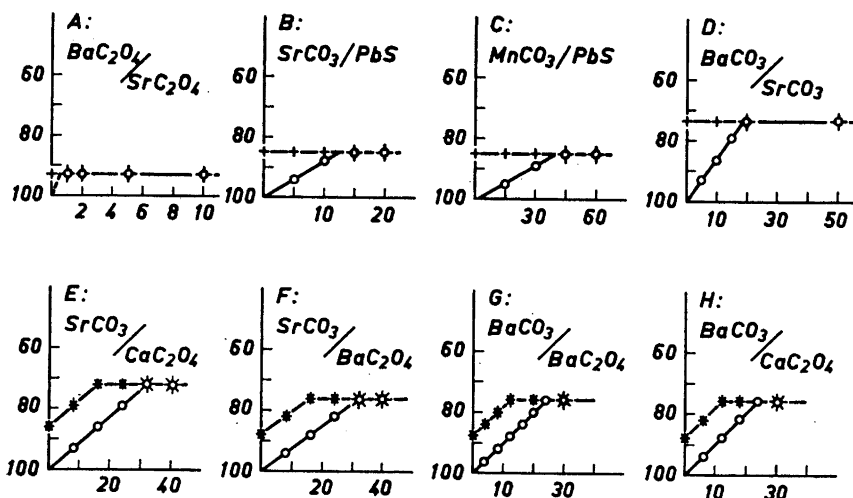 A:
BaC2O4/
SrC2O4
60
80
100
2 4 6 8 10
B:
SrCO3/PbS
60
80
100
10 20
C:
MnCO3/PbS
60
80
100
30 60
D:
BaCO3/
SrCO3
60
80
100
10 30 50
E:
SrCO3/
CaC2O4
60
80
100
20 40
F:
SrCO3/
BaC2O4
60
80
100
20 40
G:
BaCO3/
BaC2O4
60
80
100
10 30
H:
BaCO3/
CaC2O4
60
80
100
10 30